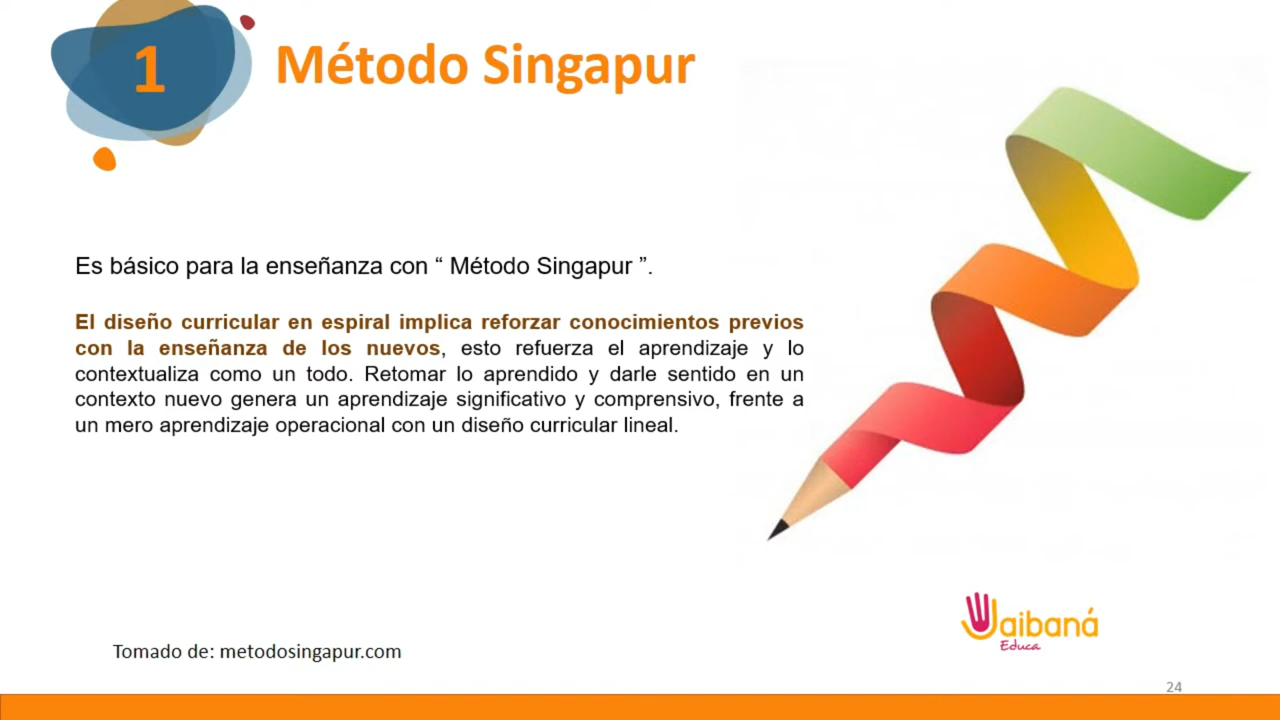 1
Método Singapur
Es básico para la enseñanza con “ Método Singapur ”.
El diseño curricular en espiral implica reforzar conocimientos previos
con la enseñanza de los nuevos, esto refuerza el aprendizaje y lo
contextualiza como un todo. Retomar lo aprendido y darle sentido en un
contexto nuevo genera un aprendizaje significativo y comprensivo, frente a
un mero aprendizaje operacional con un diseño curricular lineal.
Jaibaná
Educa
Tomado de: metodosingapur.com
24